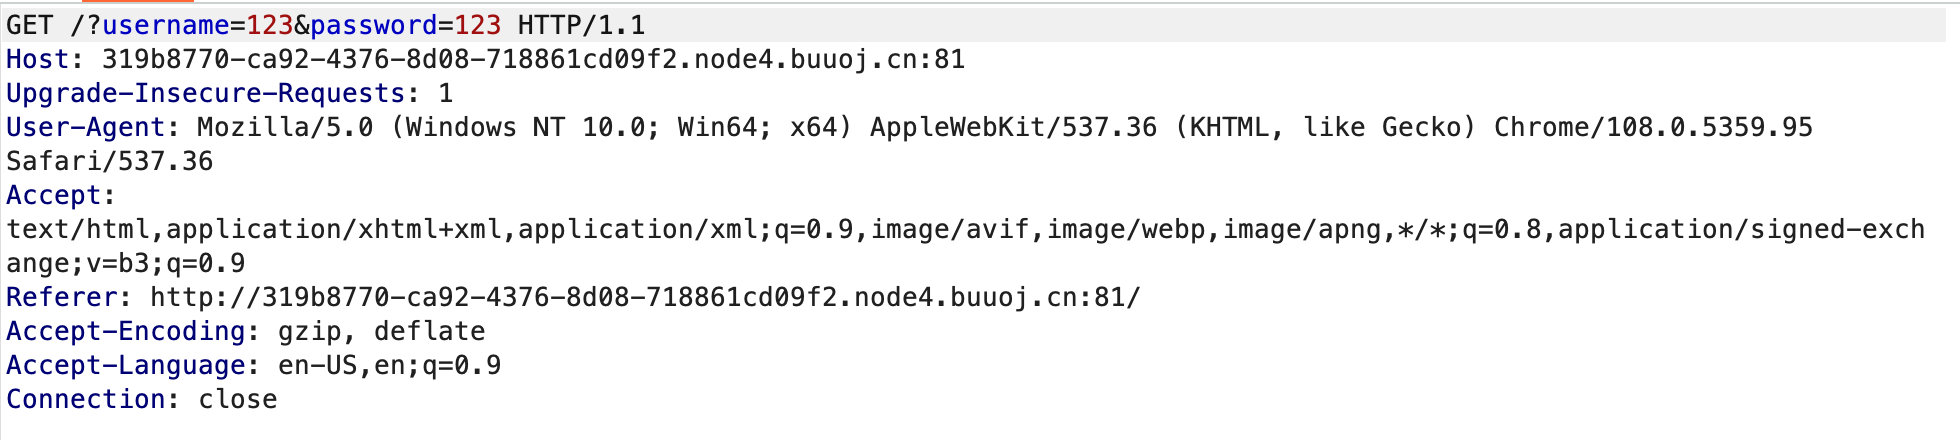 GET /?username=123&password=123 HTTP/1.1
Host: 319b8770-ca92-4376-8d08-718861cd09f2.node4.buuoj.cn:81
Upgrade-Insecure-Requests: 1
User-Agent: Mozilla/5.0 (Windows NT 10.0; Win64; x64) AppleWebKit/537.36 (KHTML, like Gecko) Chrome/108.0.5359.95
Safari/537.36
Accept:
text/html,application/xhtml+xml,application/xml;q=0.9,image/avif,image/webp,image/apng,*/*;q=0.8,application/signed-exch
ange;v=b3;q=0.9
Referer: http://319b8770-ca92-4376-8d08-718861cd09f2.node4.buuoj.cn:81/
Accept-Encoding: gzip, deflate
Accept-Language: en-US,en;q=0.9
Connection: close